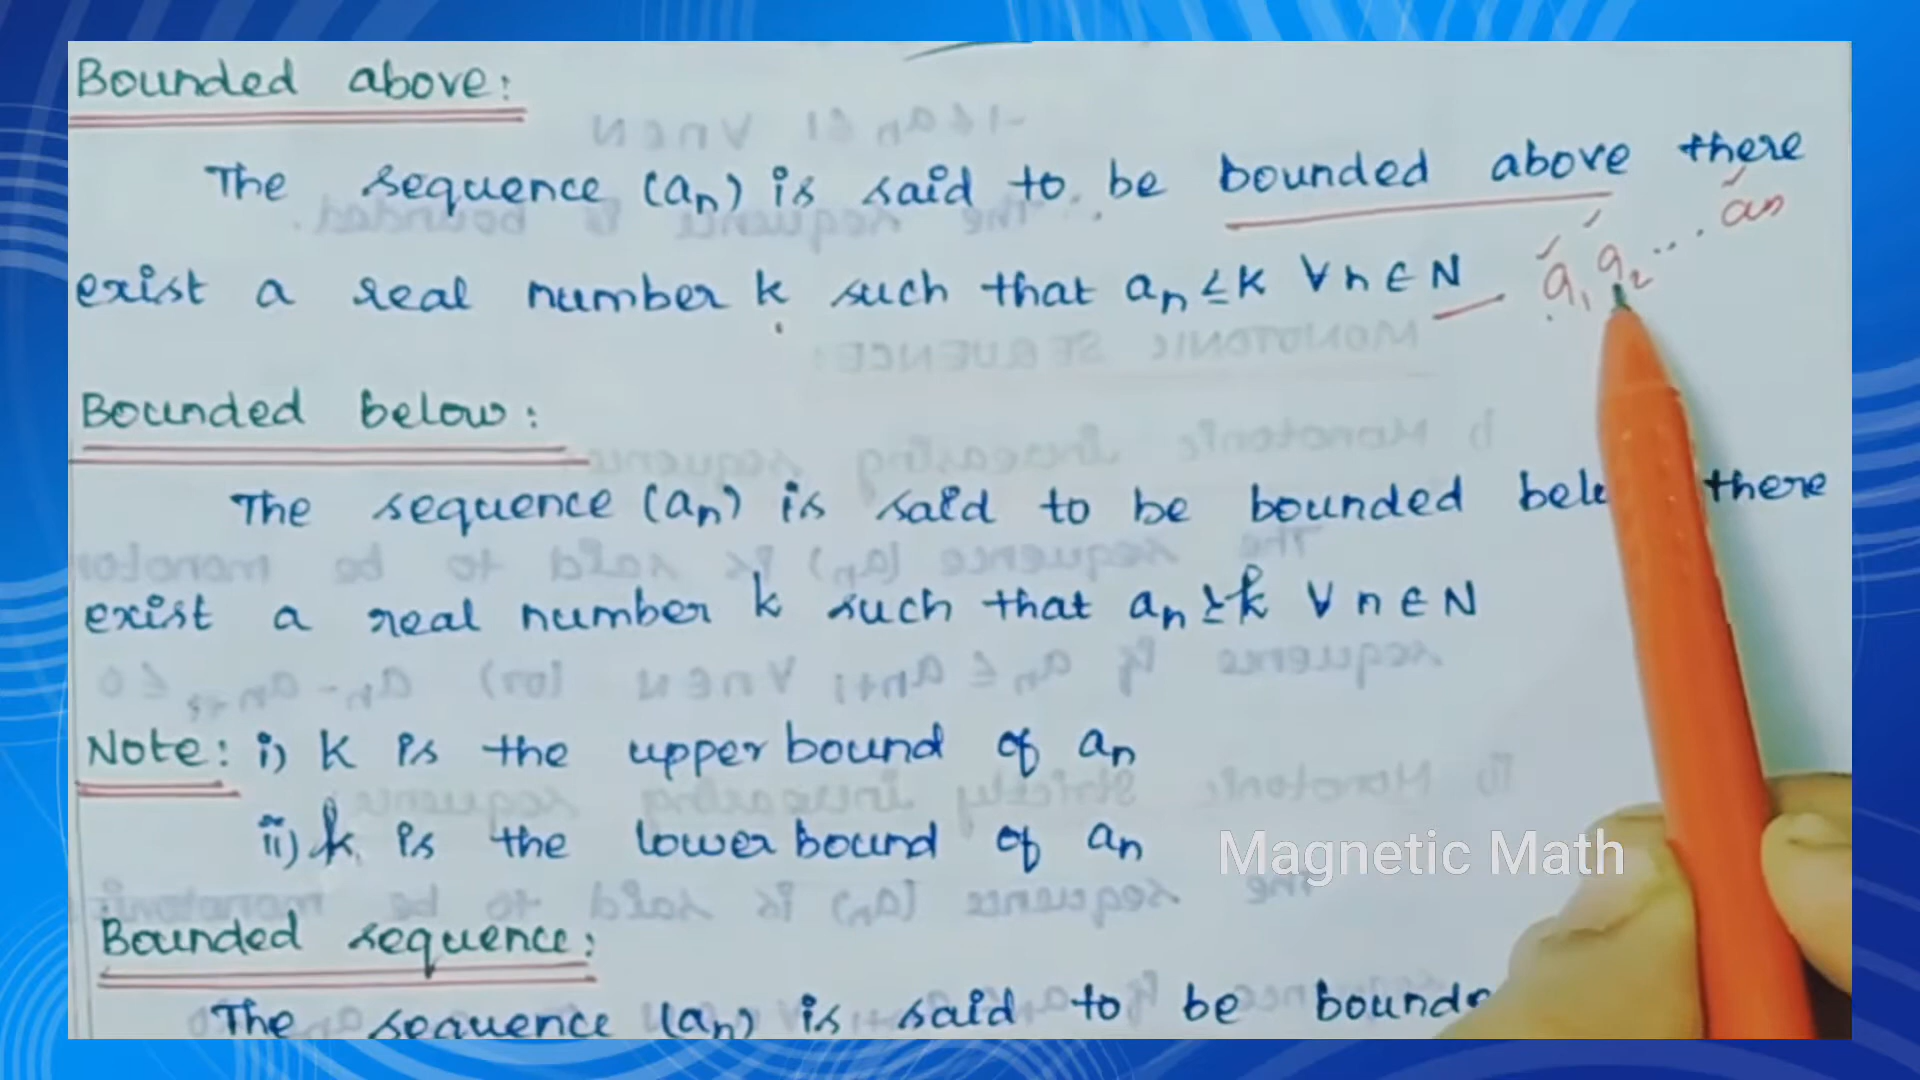 Bounded above:
The sequence (aₙ) is said to be bounded above there
exist a real number k such that aₙ ≤ K ∀ n ∈ N
a₁ a₂ .... aₙ
Bounded below:
The sequence (aₙ) is said to be bounded there
exist a real number k such that aₙ ≥ k ∀ n ∈ N
Note: i) K is the upper bound of aₙ
ii) k is the lower bound of aₙ
Magnetic Math
Bounded sequence:
The sequence (aₙ) is said to be